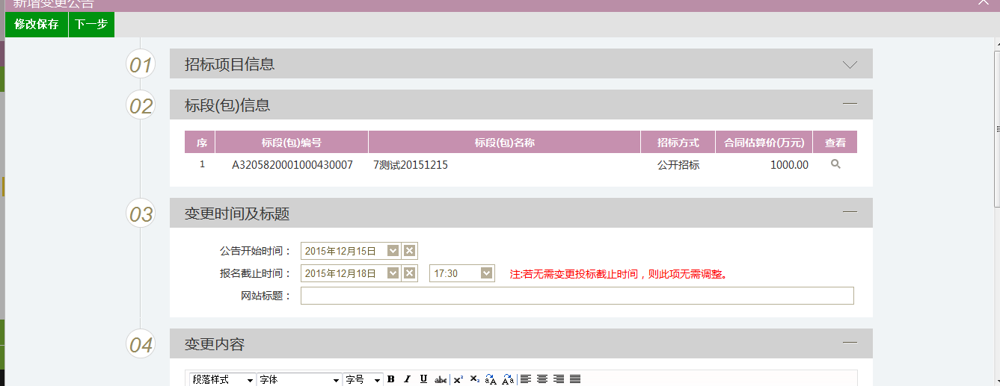 新增变更公告
修改保存 下一步
01 招标项目信息
02 标段(包)信息
序 标段(包)编号 标段(包)名称 招标方式 合同估算价(万元) 查看
1 A3205820001000430007 7测试20151215 公开招标 1000.00
03 变更时间及标题
公告开始时间： 2015年12月15日
报名截止时间： 2015年12月18日 17:30 注:若无需变更投标截止时间，则此项无需调整。
网站标题：
04 变更内容
段落样式 字体 字号 B I U abc x² x₂ aA Aa